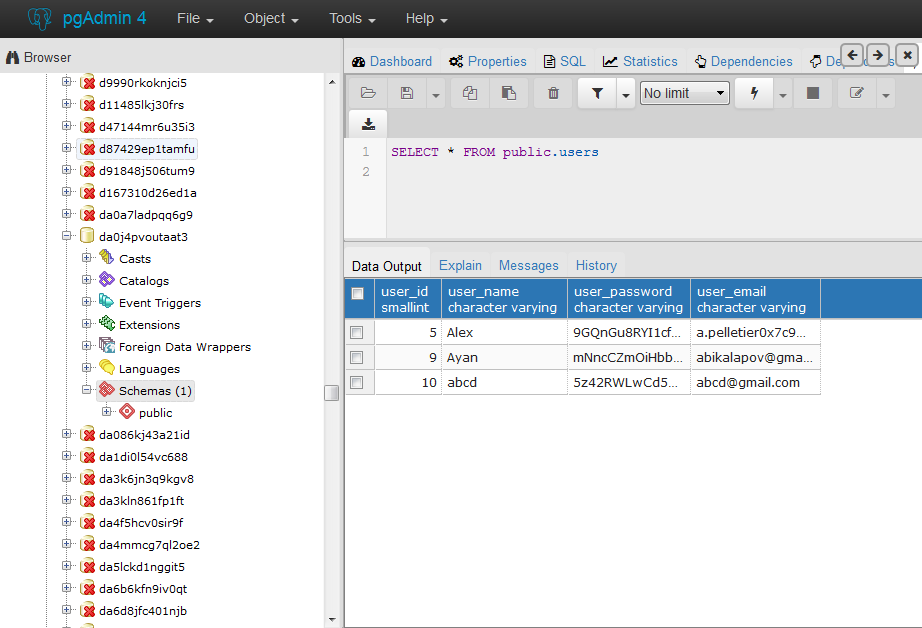 pgAdmin 4 File Object Tools Help
Browser
Dashboard Properties SQL Statistics Dependencies
d9990rkoknjci5
d11485lkj30frs
d47144mr6u35i3
d87429ep1tamfu
d91848j506tum9
d167310d26ed1a
da0a7ladpqq6g9
da0j4pvoutaat3
Casts
Catalogs
Event Triggers
Extensions
Foreign Data Wrappers
Languages
Schemas (1)
public
da086kj43a21id
da1di0l54vc688
da3k6jn3q9kgv8
da3kln861fp1ft
da4f5hcv0sir9f
da4mmcg7ql2oe2
da5lckd1nggit5
da6b6kfn9iv0qt
da6d8jfc401njb
No limit
1 SELECT * FROM public.users
2
Data Output Explain Messages History
user_id user_name user_password user_email
smallint character varying character varying character varying
5 Alex 9GQnGu8RYI1cf... a.pelletier0x7c9...
9 Ayan mNncCZmOiHbb... abikalapov@gma...
10 abcd 5z42RWLwCd5... abcd@gmail.com